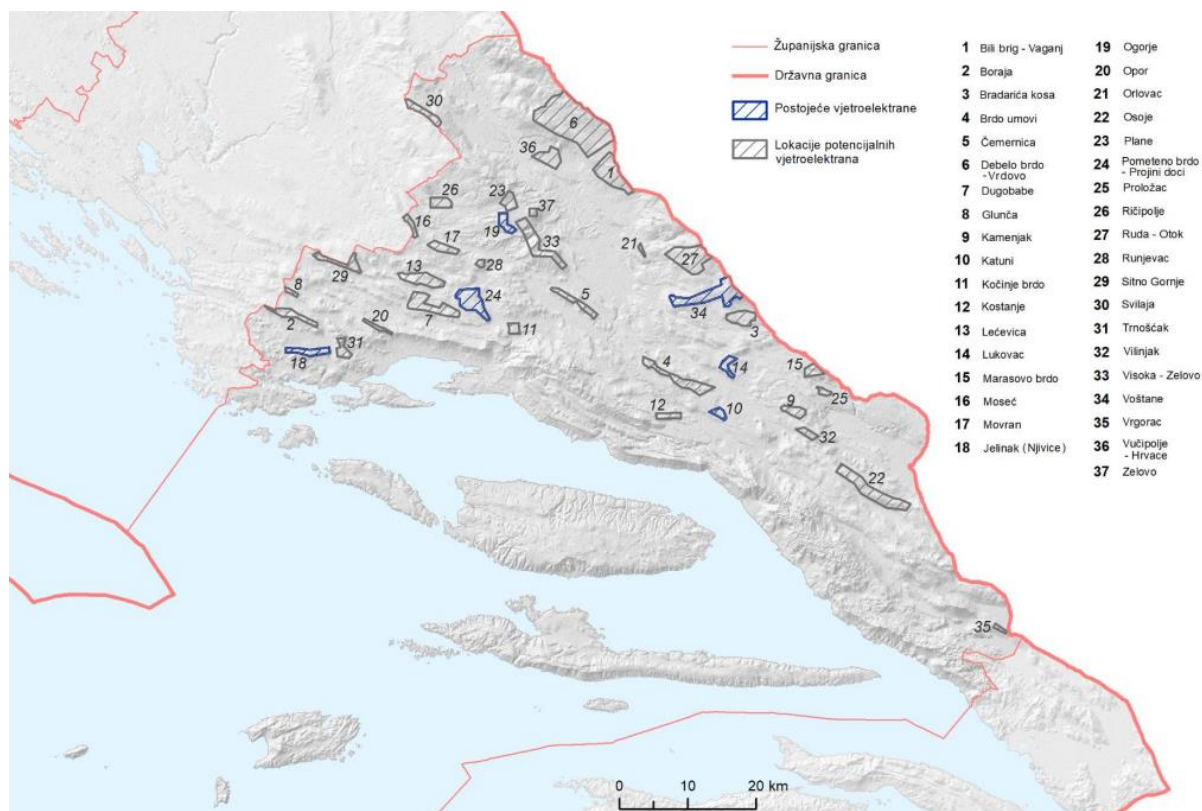 Županijska granica
Državna granica
Postojeće vjetroelektrane
Lokacije potencijalnih
vjetroelektrana
1 Bili brig - Vaganj
2 Boraja
3 Bradarića kosa
4 Brdo umovi
5 Čemernica
6 Debelo brdo
-Vrdovo
7 Dugobabe
8 Glunča
9 Kamenjak
10 Katuni
11 Kočinje brdo
12 Kostanje
13 Lećevica
14 Lukovac
15 Marasovo brdo
16 Moseć
17 Movran
18 Jelinak (Njivice)
19 Ogorje
20 Opor
21 Orlovac
22 Osoje
23 Plane
24 Pometeno brdo
- Projini doci
25 Proložac
26 Ričipolje
27 Ruda - Otok
28 Runjevac
29 Sitno Gornje
30 Svilaja
31 Trnošćak
32 Vilinjak
33 Visoka - Zelovo
34 Voštane
35 Vrgorac
36 Vučipolje
- Hrvace
37 Zelovo
30
6
36
1
26
23
37
16
19
33
17
21
27
29
13
28
8
24
34
5
7
3
2
20
11
31
18
4
14
15
25
12
10
9
32
22
35
0 10 20 km